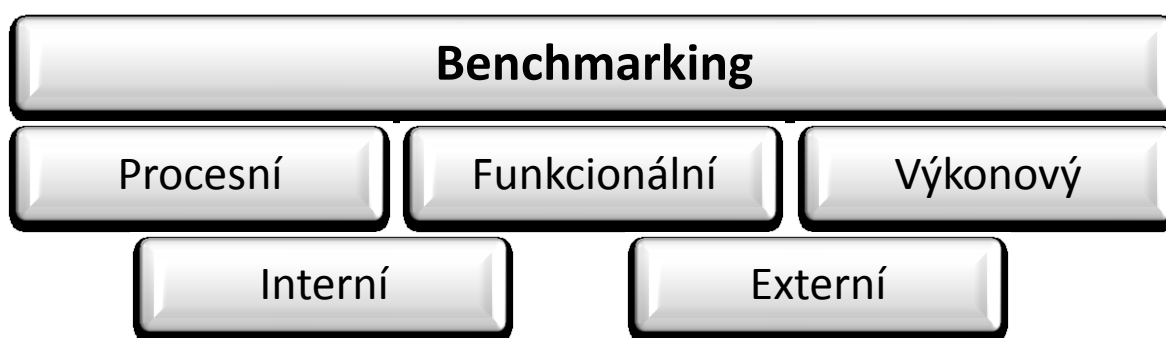 Benchmarking
Procesní Funkcionální Výkonový
Interní Externí